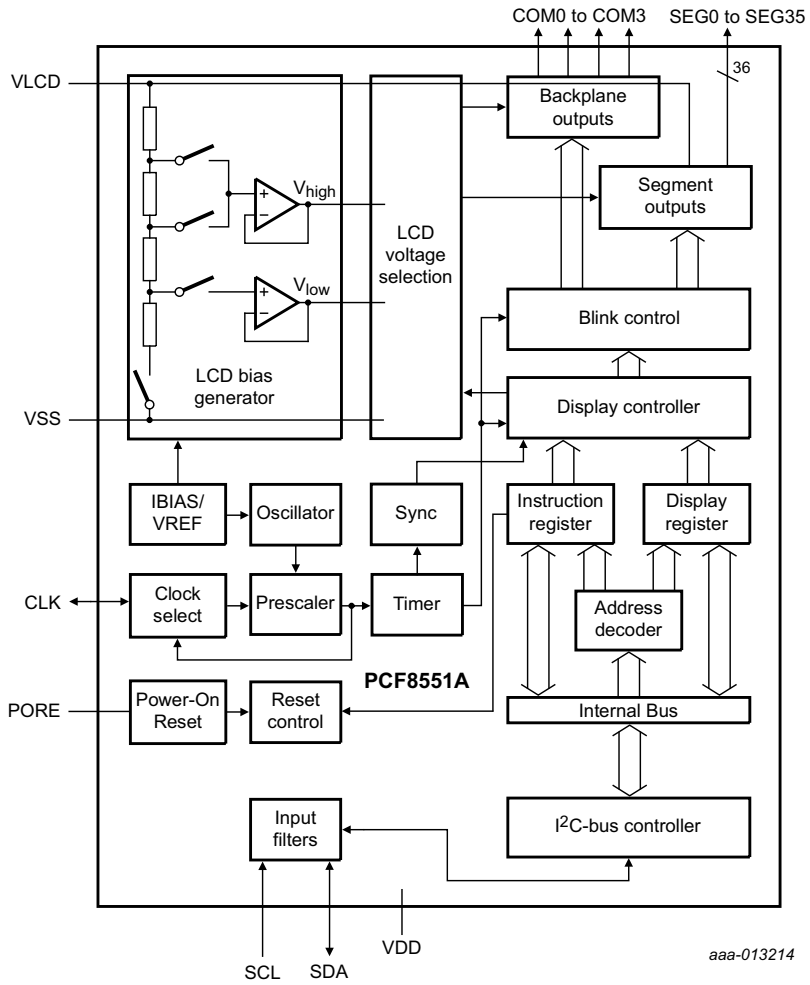 COM0 to COM3
SEG0 to SEG35
36
VLCD
Backplane
outputs
Vhigh
Segment
outputs
LCD
voltage
selection
Vlow
Blink control
LCD bias
generator
VSS
Display controller
IBIAS/
VREF
Oscillator
Sync
Instruction
register
Display
register
CLK
Clock
select
Prescaler
Timer
Address
decoder
PCF8551A
PORE
Power-On
Reset
Reset
control
Internal Bus
Input
filters
I2C-bus controller
VDD
SCL
SDA
aaa-013214